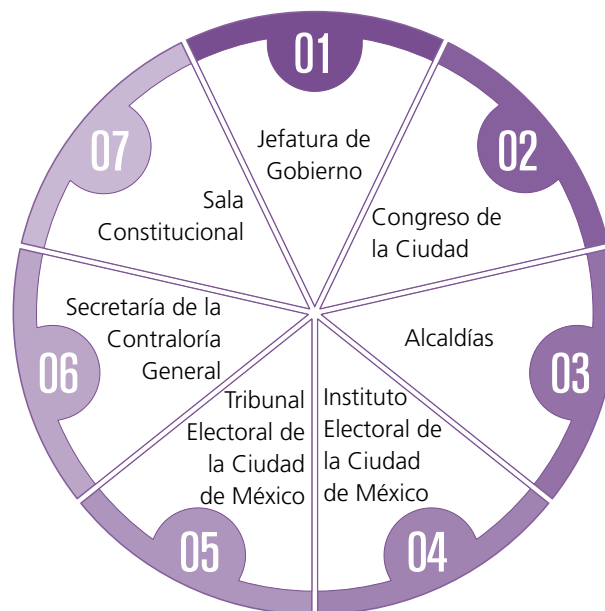 01
Jefatura de
Gobierno
02
Congreso de
la Ciudad
03
Alcaldías
04
Instituto
Electoral de
la Ciudad
de México
05
Tribunal
Electoral de
la Ciudad
de México
06
Secretaría de la
Contraloría
General
07
Sala
Constitucional